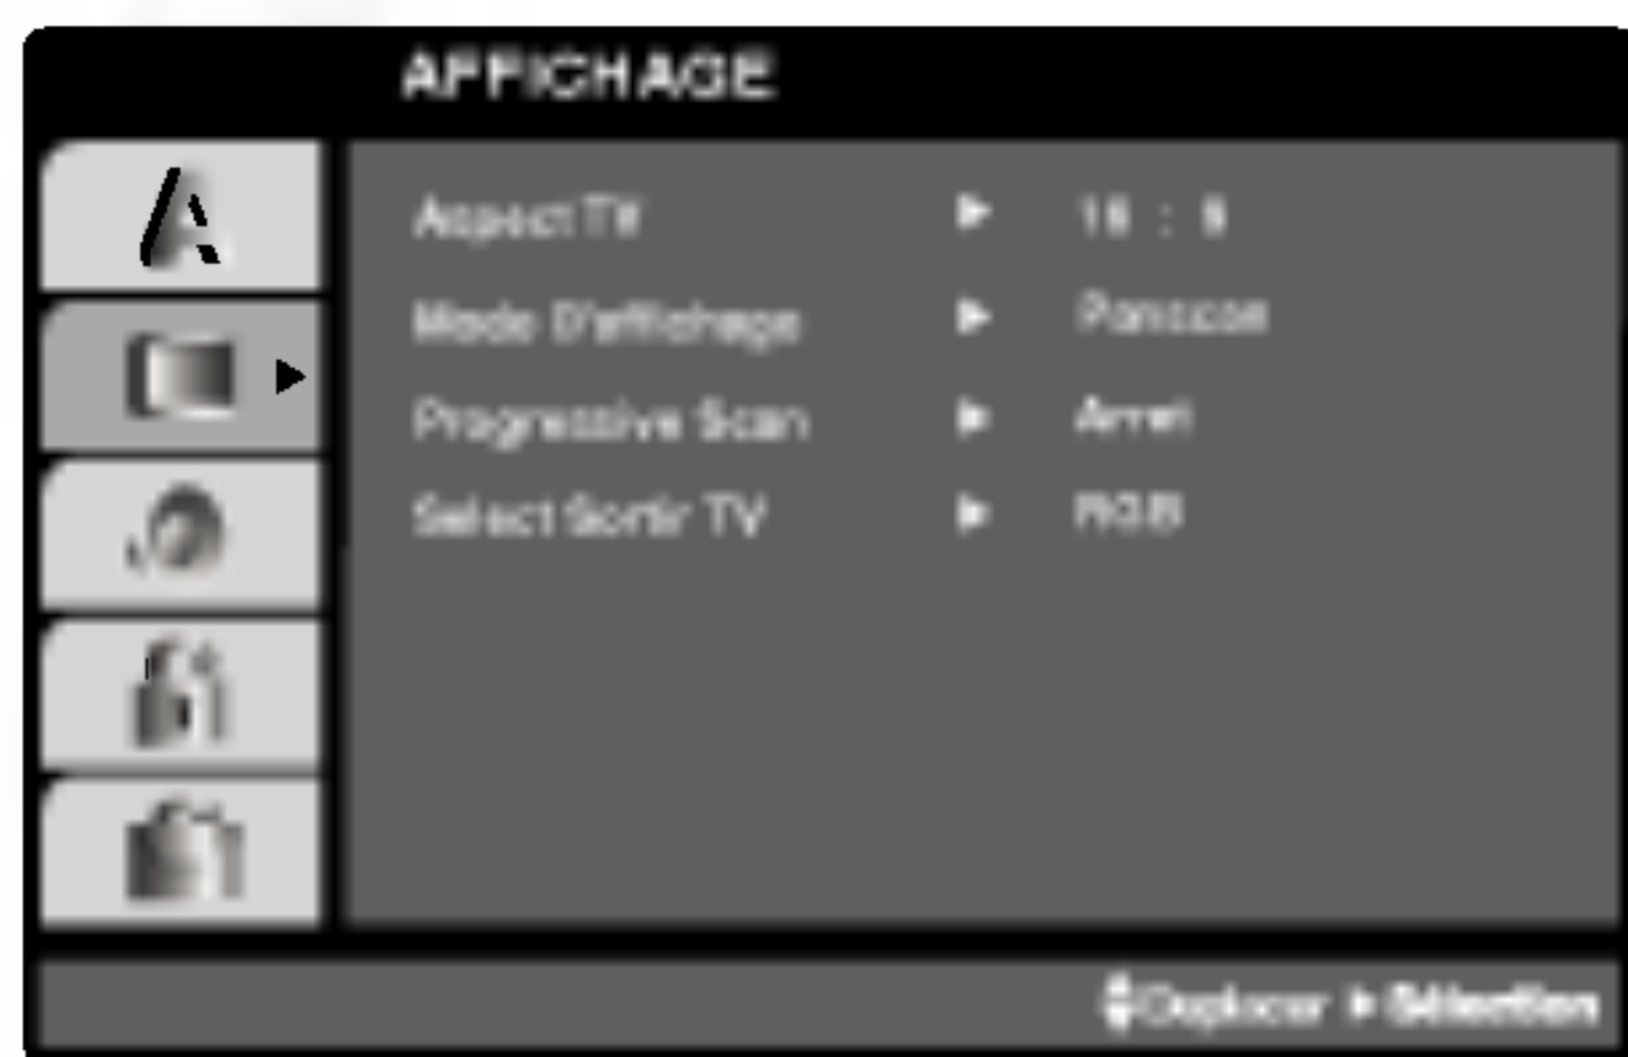 AFFICHAGE
Aspect TV ▶ 16 : 9
Mode D'affichage ▶ Panscan
Progressive Scan ▶ Arret
Select Sortir TV ▶ RGB
Deplacer ▶ Sélection